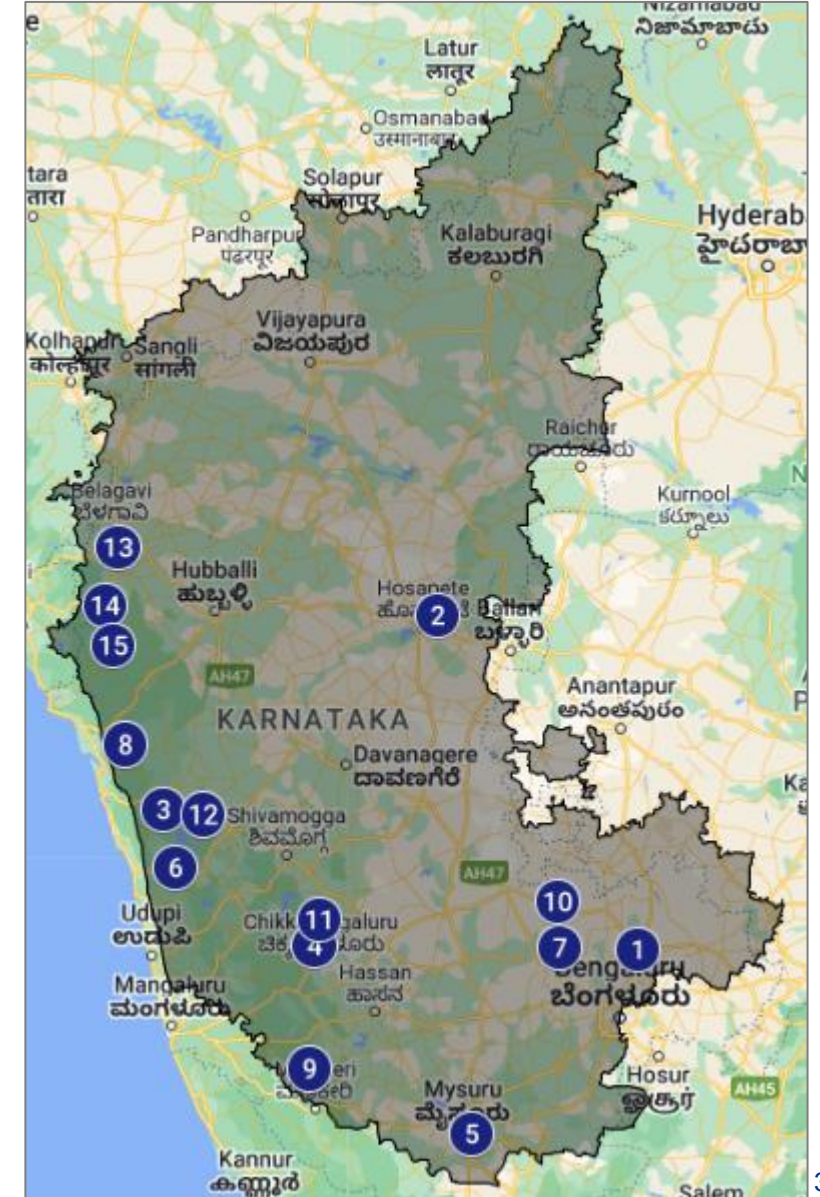 Nizamabad
ನಿಜಾಮಾಬಾದು
Latur
लातूर
Osmanabad
उस्मानाबाद
tara
तारा
Solapur
सोलापूर
Hyderab
హైదరాబా
Pandharpur
पंढरपूर
Kalaburagi
ಕಲಬುರಗಿ
Vijayapura
ವಿಜಯಪುರ
Kolhapur
कोल्हापूर
Sangli
सांगली
Raichur
ರಾಯಚೂರು
Belagavi
ಬೆಳಗಾವಿ
Kurnool
కర్నూలు
13
Hubballi
ಹುಬ್ಬಳ್ಳಿ
14
Hosapete
2
Ballari
ಬಳ್ಳಾರಿ
15
AH47
Anantapur
అనంతపురం
KARNATAKA
8
Davanagere
ದಾವಣಗೆರೆ
3
12
Shivamogga
ಶಿವಮೊಗ್ಗ
6
AH47
10
Udupi
ಉಡುಪಿ
11
4
7
1
Bengaluru
ಬೆಂಗಳೂರು
Hassan
ಹಾಸನ
Mangaluru
ಮಂಗಳೂರು
9
Mysuru
ಮೈಸೂರು
5
Hosur
ஓசூர்
AH45
Kannur
Salem
3